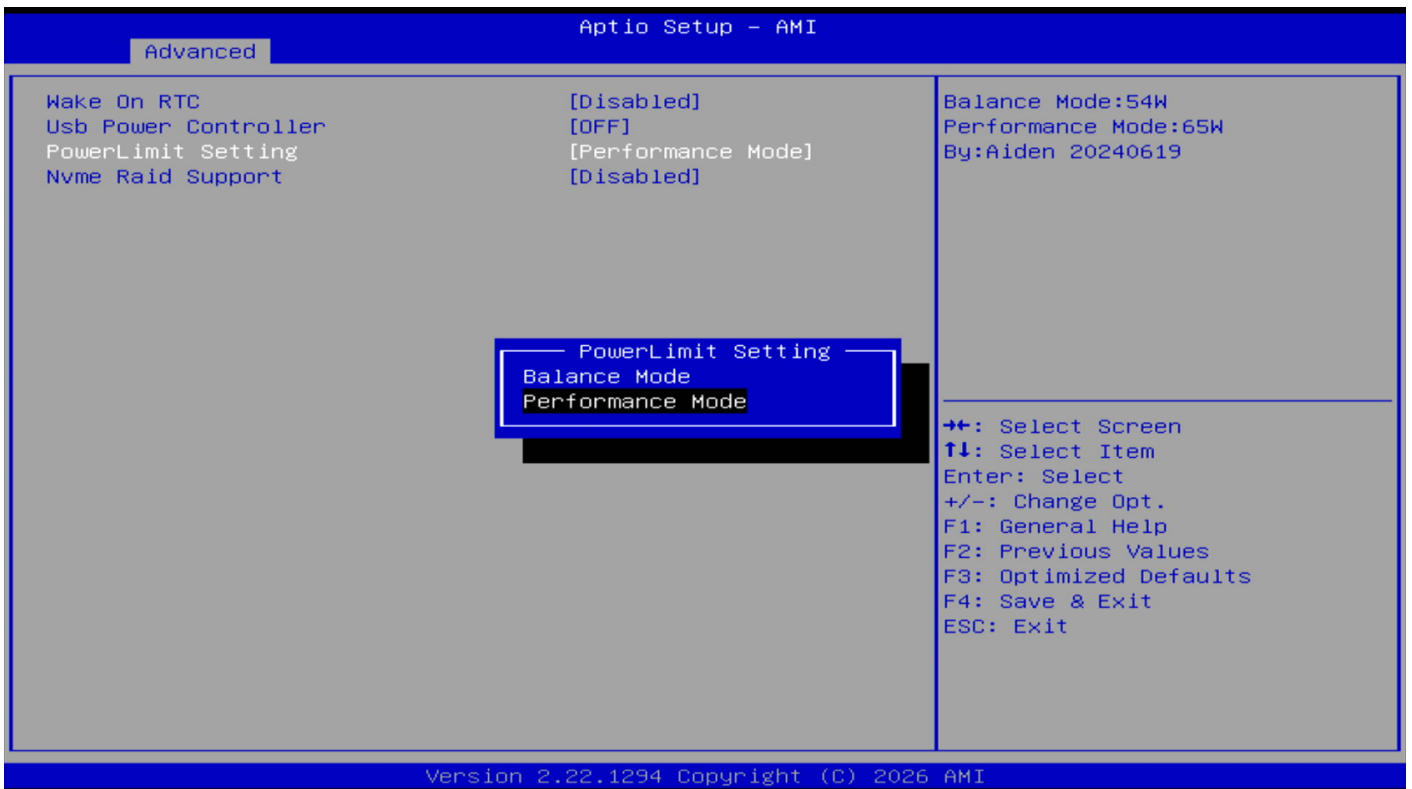 Aptio Setup – AMI
Advanced
Wake On RTC [Disabled]
Usb Power Controller [OFF]
PowerLimit Setting [Performance Mode]
Nvme Raid Support [Disabled]
Balance Mode:54W
Performance Mode:65W
By:Aiden 20240619
PowerLimit Setting
Balance Mode
Performance Mode
→←: Select Screen
↑↓: Select Item
Enter: Select
+/-: Change Opt.
F1: General Help
F2: Previous Values
F3: Optimized Defaults
F4: Save & Exit
ESC: Exit
Version 2.22.1294 Copyright (C) 2026 AMI